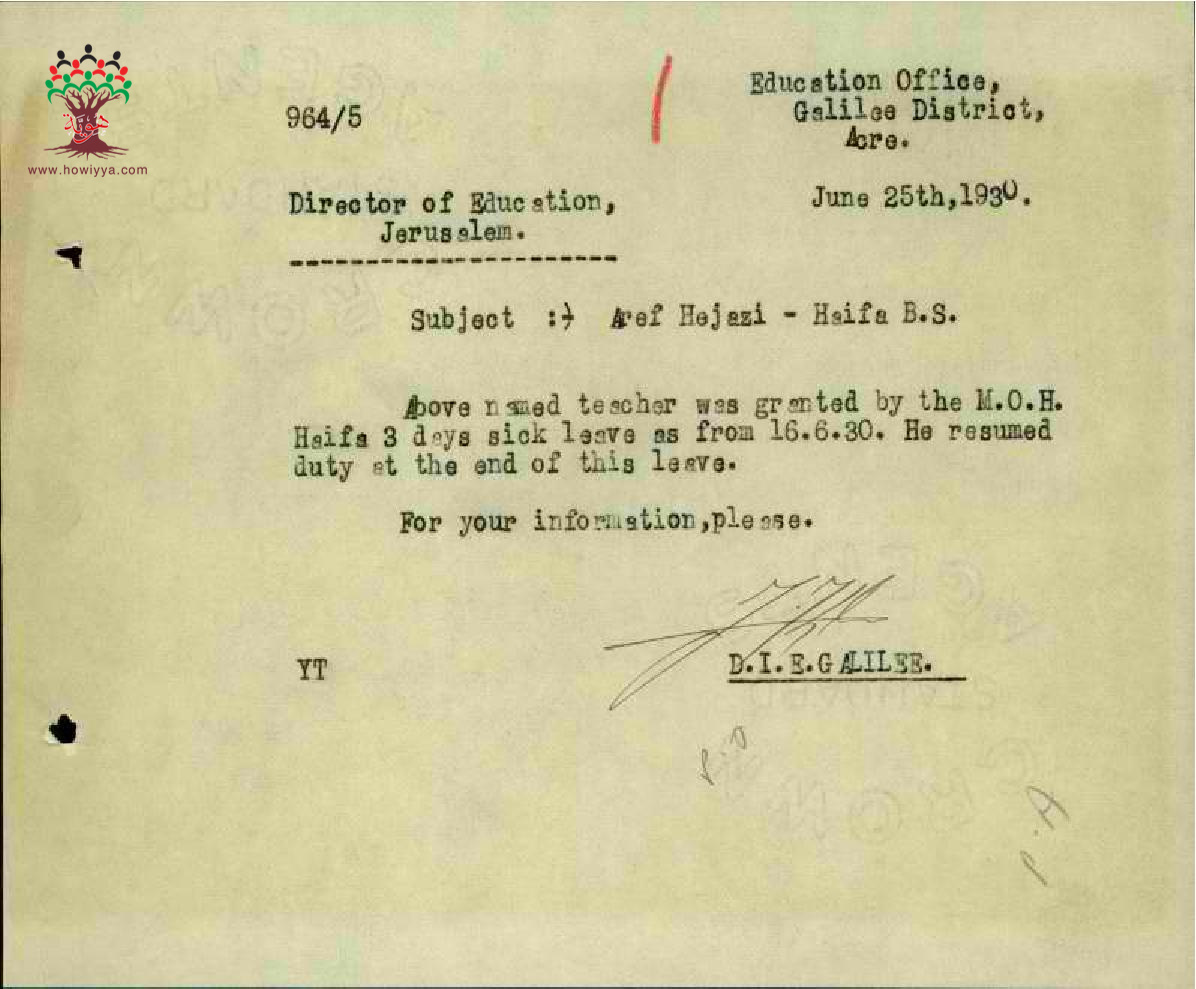 هوية
www.howiyya.com
964/5
Education Office,
Galilee District,
Acre.
June 25th,1930.
Director of Education,
Jerusalem.
----------------------
Subject :- Aref Hejazi - Haifa B.S.
Above named teacher was granted by the M.O.H.
Haifa 3 days sick leave as from 16.6.30. He resumed
duty at the end of this leave.
For your information,please.
YT
D.I.E.GALILEE.
P.A